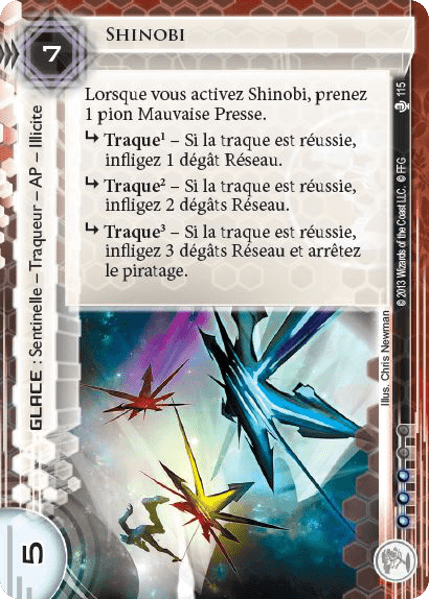 7
SHINOBI
Lorsque vous activez Shinobi, prenez
1 pion Mauvaise Presse.
↳ Traque¹ – Si la traque est réussie,
infligez 1 dégât Réseau.
↳ Traque² – Si la traque est réussie,
infligez 2 dégâts Réseau.
↳ Traque³ – Si la traque est réussie,
infligez 3 dégâts Réseau et arrêtez
le piratage.
GLACE : Sentinelle – Traqueur – AP – Illicite
5
115
© 2013 Wizards of the Coast LLC. © FFG
Illus. Chris Newman